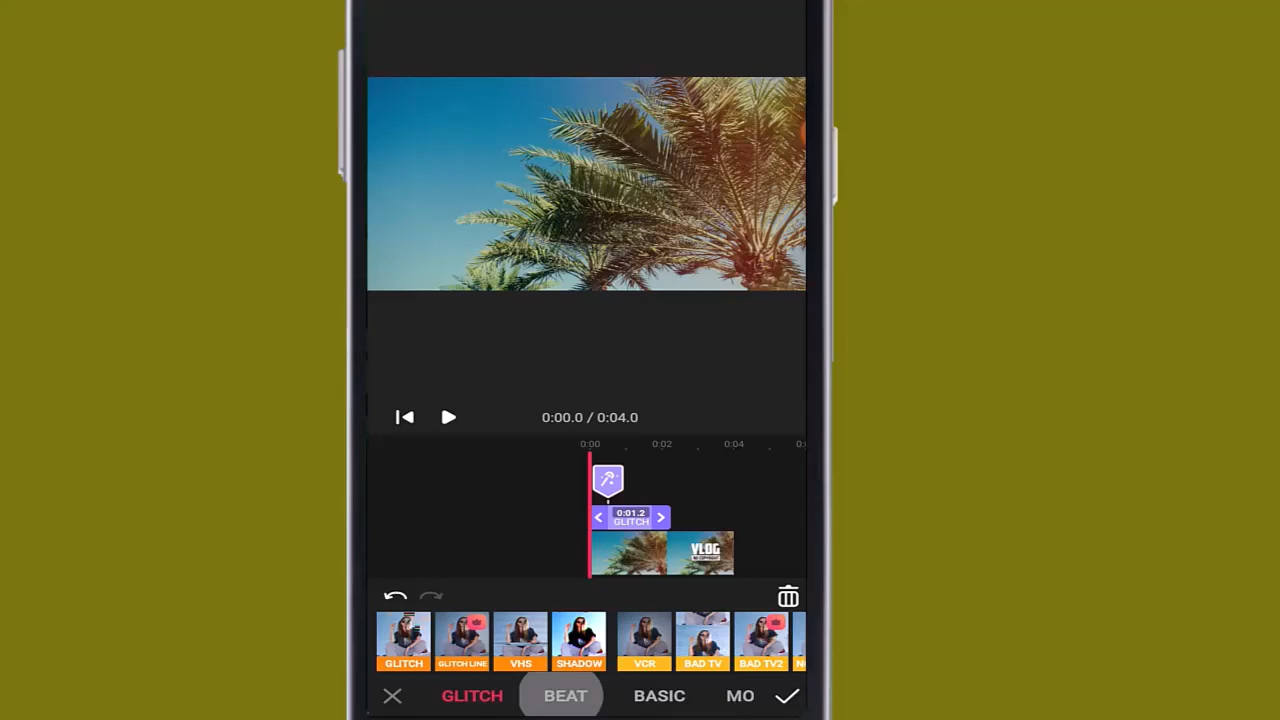 0:00.0 / 0:04.0
0:00 0:02 0:04
0:01.2
GLITCH
VLOG
GLITCH GLITCH LINE VHS SHADOW VCR BAD TV BAD TV2
GLITCH BEAT BASIC MO